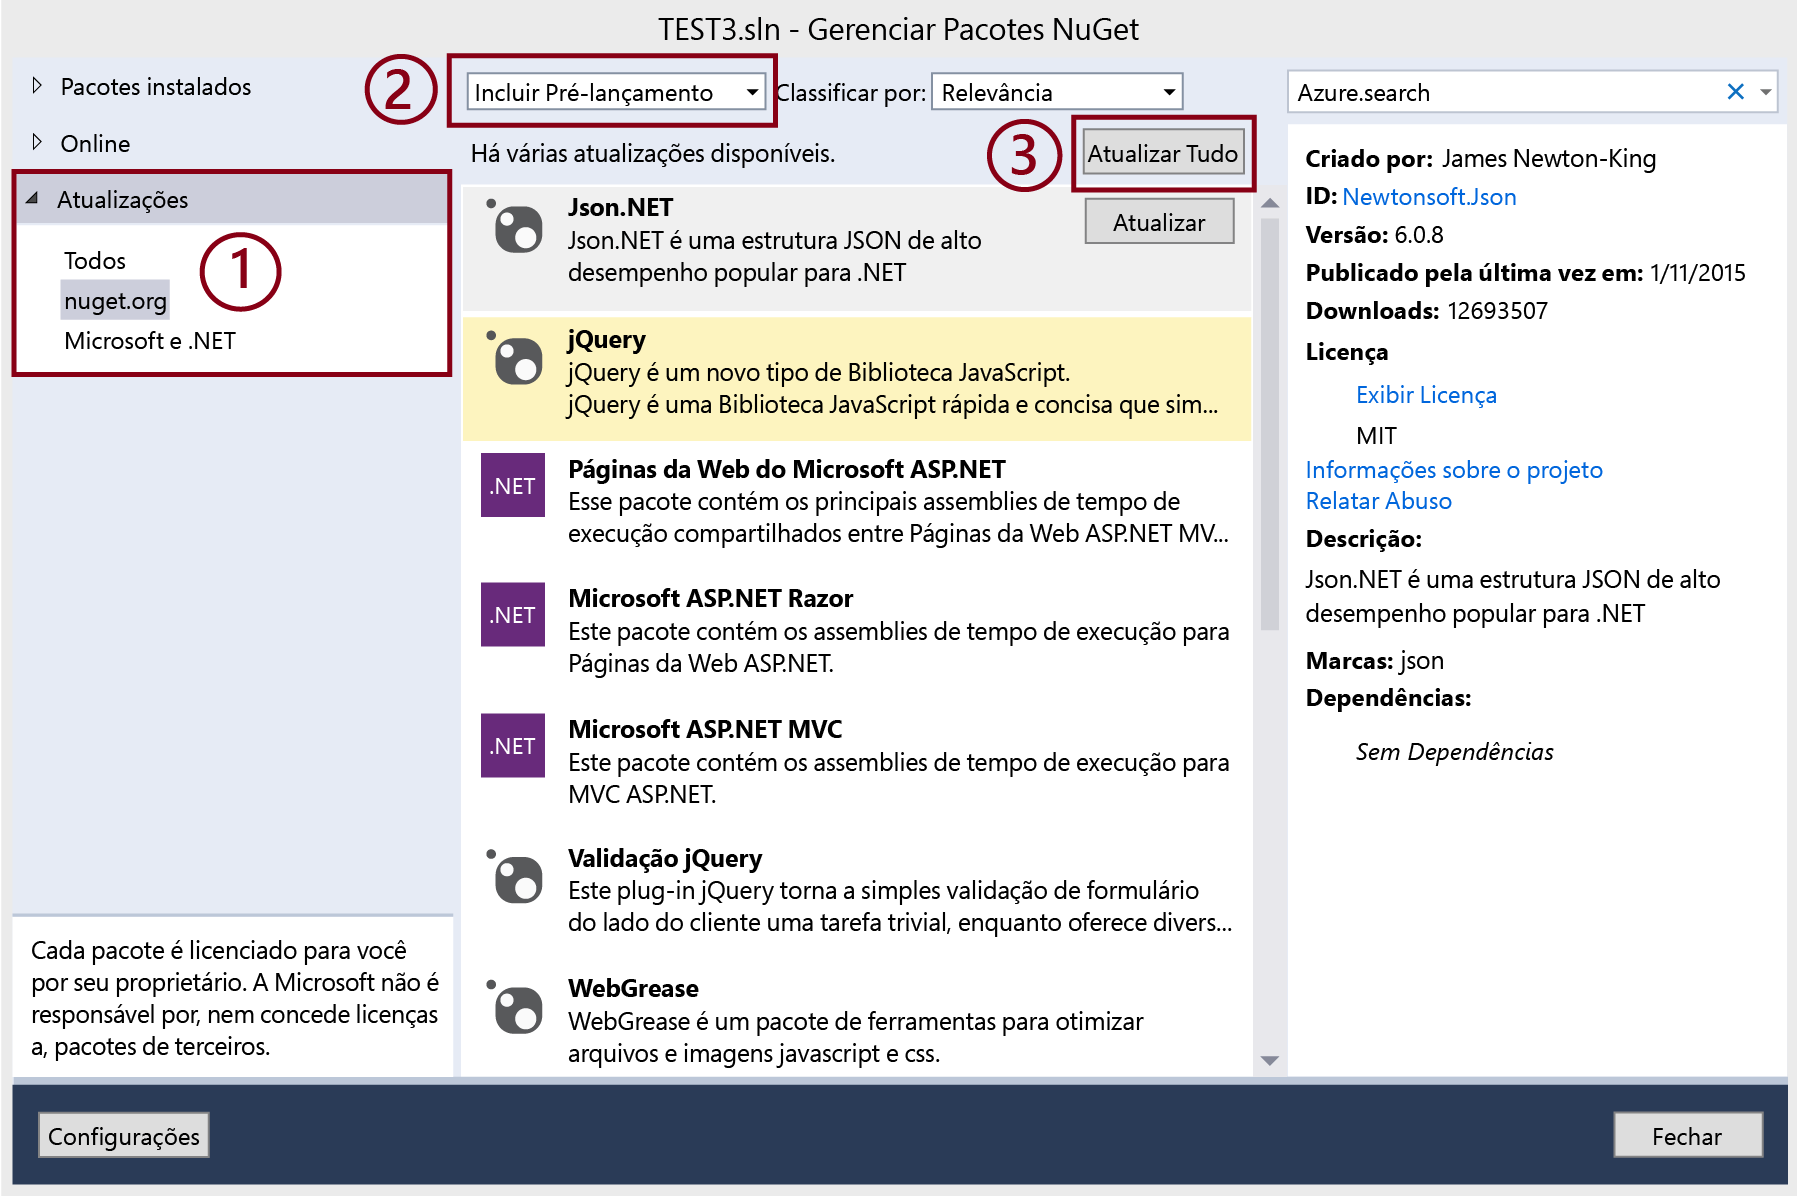 TEST3.sln - Gerenciar Pacotes NuGet
Pacotes instalados
Online
Atualizações
Todos
nuget.org
Microsoft e .NET
1
Cada pacote é licenciado para você
por seu proprietário. A Microsoft não é
responsável por, nem concede licenças
a, pacotes de terceiros.
2
Incluir Pré-lançamento
Classificar por:
Relevância
Há várias atualizações disponíveis.
3
Atualizar Tudo
Json.NET
Json.NET é uma estrutura JSON de alto
desempenho popular para .NET
Atualizar
jQuery
jQuery é um novo tipo de Biblioteca JavaScript.
jQuery é uma Biblioteca JavaScript rápida e concisa que sim...
.NET
Páginas da Web do Microsoft ASP.NET
Esse pacote contém os principais assemblies de tempo de
execução compartilhados entre Páginas da Web ASP.NET MV...
.NET
Microsoft ASP.NET Razor
Este pacote contém os assemblies de tempo de execução para
Páginas da Web ASP.NET.
.NET
Microsoft ASP.NET MVC
Este pacote contém os assemblies de tempo de execução para
MVC ASP.NET.
Validação jQuery
Este plug-in jQuery torna a simples validação de formulário
do lado do cliente uma tarefa trivial, enquanto oferece divers...
WebGrease
WebGrease é um pacote de ferramentas para otimizar
arquivos e imagens javascript e css.
Azure.search
Criado por: James Newton-King
ID: Newtonsoft.Json
Versão: 6.0.8
Publicado pela última vez em: 1/11/2015
Downloads: 12693507
Licença
Exibir Licença
MIT
Informações sobre o projeto
Relatar Abuso
Descrição:
Json.NET é uma estrutura JSON de alto
desempenho popular para .NET
Marcas: json
Dependências:
Sem Dependências
Configurações
Fechar